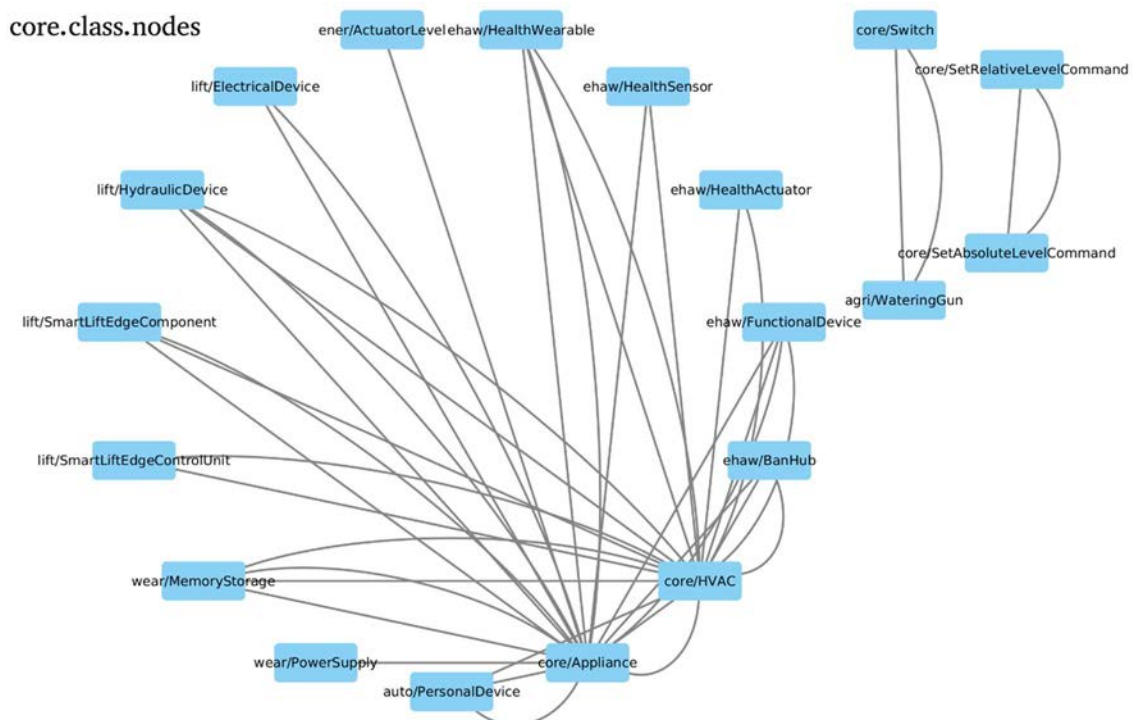 core.class.nodes
ener/ActuatorLevel
ehaw/HealthWearable
core/Switch
core/SetRelativeLevelCommand
lift/ElectricalDevice
ehaw/HealthSensor
lift/HydraulicDevice
ehaw/HealthActuator
core/SetAbsoluteLevelCommand
agri/WateringGun
lift/SmartLiftEdgeComponent
ehaw/FunctionalDevice
lift/SmartLiftEdgeControlUnit
ehaw/BanHub
wear/MemoryStorage
core/HVAC
wear/PowerSupply
core/Appliance
auto/PersonalDevice